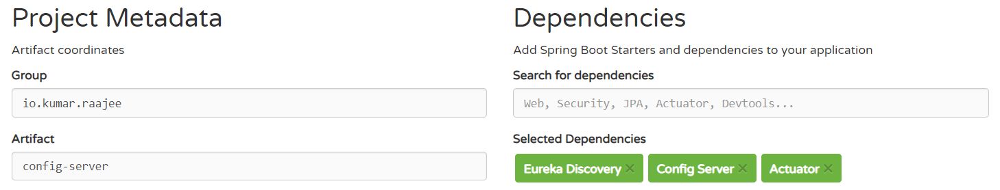 Project Metadata
Artifact coordinates
Group
io.kumar.raajee
Artifact
config-server
Dependencies
Add Spring Boot Starters and dependencies to your application
Search for dependencies
Web, Security, JPA, Actuator, Devtools...
Selected Dependencies
Eureka Discovery × Config Server × Actuator ×